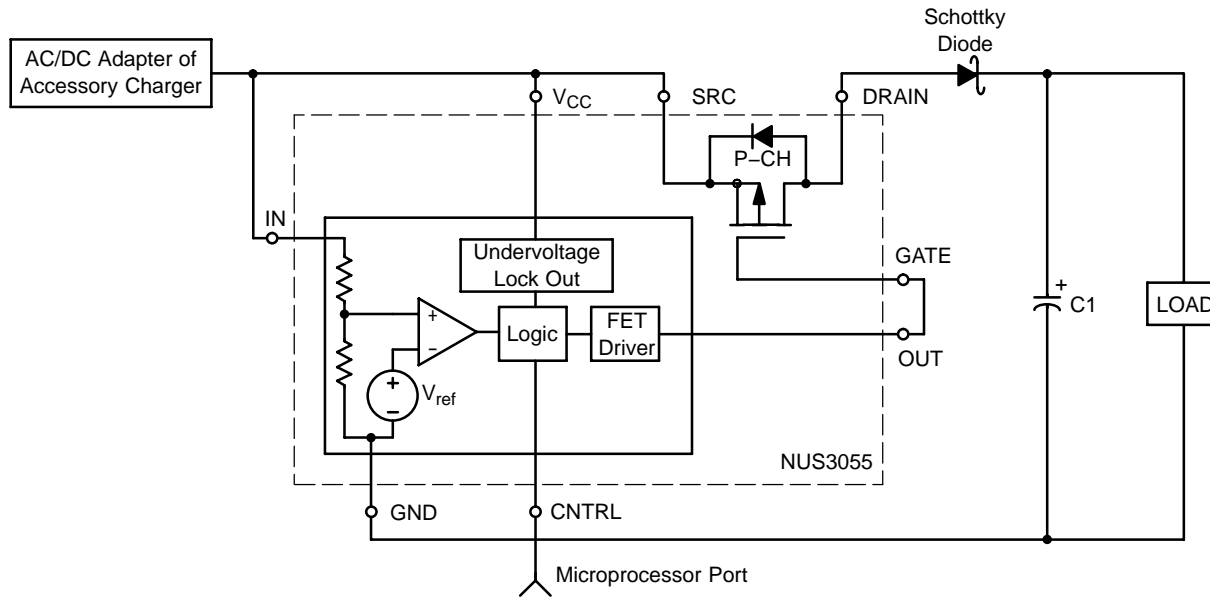 Schottky
Diode
AC/DC Adapter of
Accessory Charger
VCC
SRC
DRAIN
P–CH
IN
Undervoltage
Lock Out
GATE
+
C1
LOAD
+
–
Logic
FET
Driver
OUT
+
–
Vref
NUS3055
GND
CNTRL
Microprocessor Port